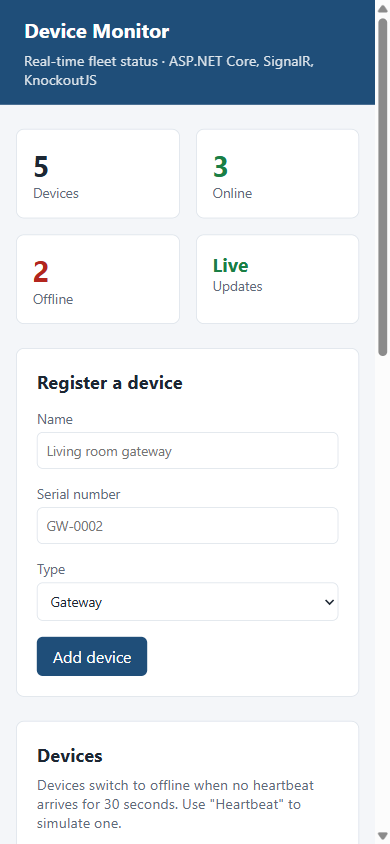 Device Monitor
Real-time fleet status · ASP.NET Core, SignalR,
KnockoutJS
5
Devices
3
Online
2
Offline
Live
Updates
Register a device
Name
Living room gateway
Serial number
GW-0002
Type
Gateway
Add device
Devices
Devices switch to offline when no heartbeat
arrives for 30 seconds. Use "Heartbeat" to
simulate one.